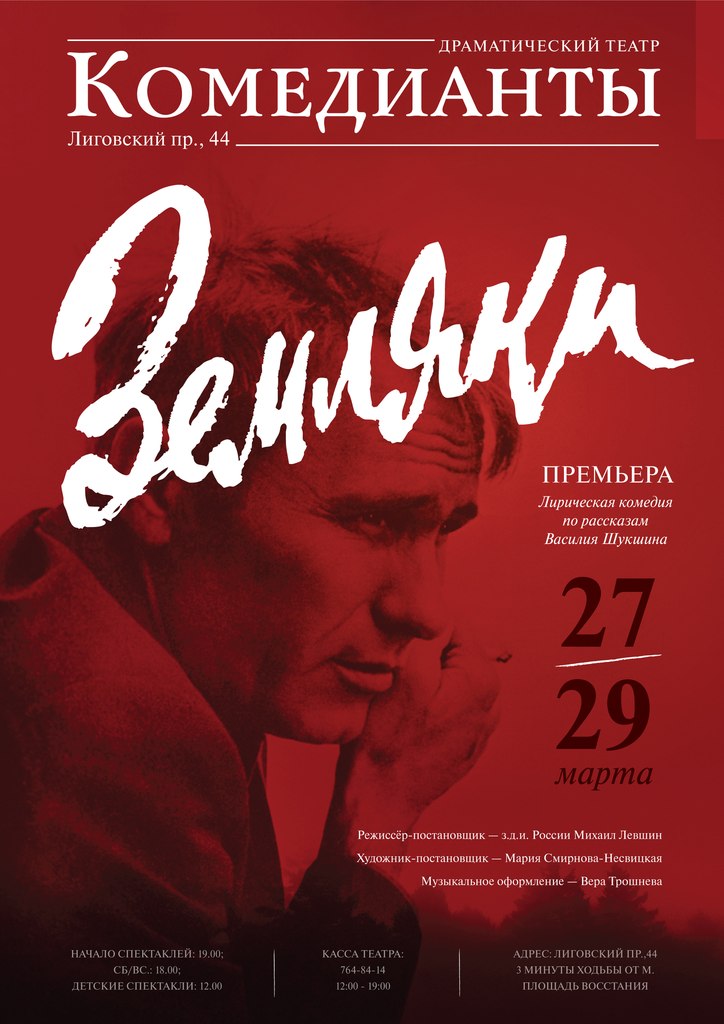 ДРАМАТИЧЕСКИЙ ТЕАТР
КОМЕДИАНТЫ
Лиговский пр., 44
Земляки
ПРЕМЬЕРА
Лирическая комедия
по рассказам
Василия Шукшина
27
29
марта
Режиссёр-постановщик — з.д.и. России Михаил Левшин
Художник-постановщик — Мария Смирнова-Несвицкая
Музыкальное оформление — Вера Трошнева
НАЧАЛО СПЕКТАКЛЕЙ: 19.00;
СБ/ВС.: 18.00;
ДЕТСКИЕ СПЕКТАКЛИ: 12.00
КАССА ТЕАТРА:
764-84-14
12:00 - 19:00
АДРЕС: ЛИГОВСКИЙ ПР.,44
3 МИНУТЫ ХОДЬБЫ ОТ М.
ПЛОЩАДЬ ВОССТАНИЯ